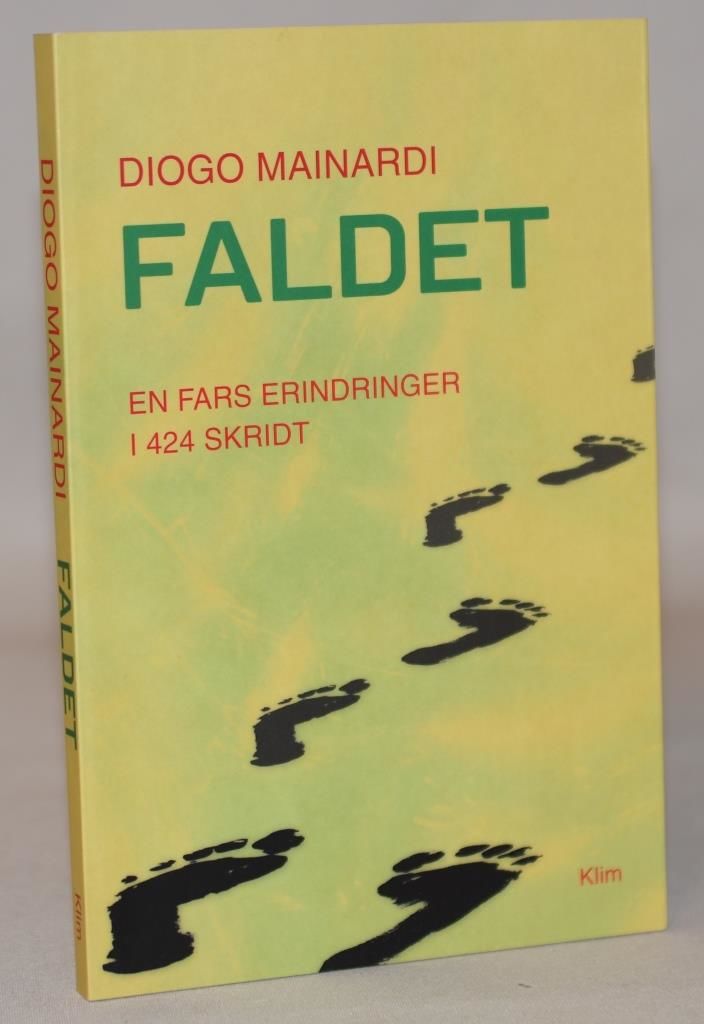 DIOGO MAINARDI
FALDET
EN FARS ERINDRINGER
I 424 SKRIDT
Klim
DIOGO MAINARDI FALDET Klim